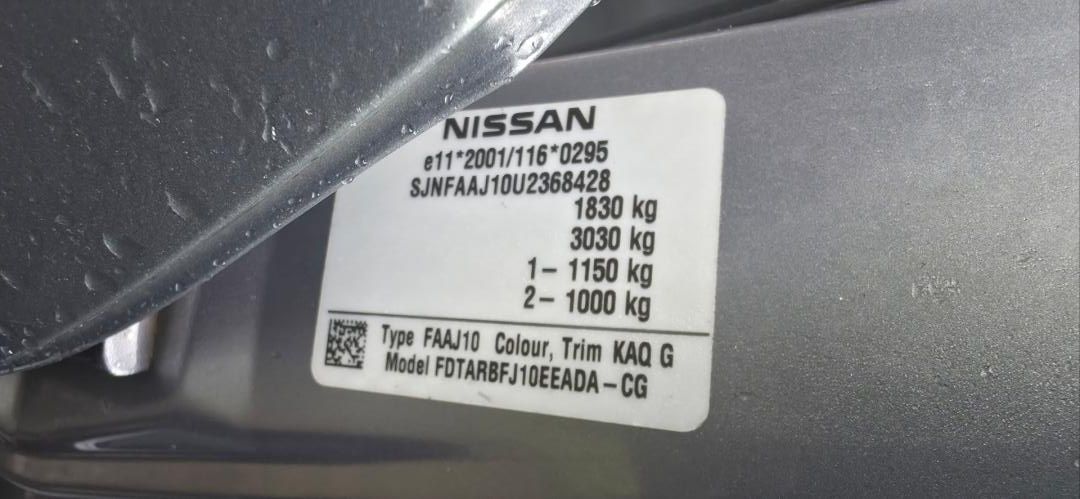 NISSAN
e11*2001/116*0295
SJNFAAJ10U2368428
1830 kg
3030 kg
1– 1150 kg
2– 1000 kg
Type FAAJ10 Colour, Trim KAQ G
Model FDTARBFJ10EEADA–CG